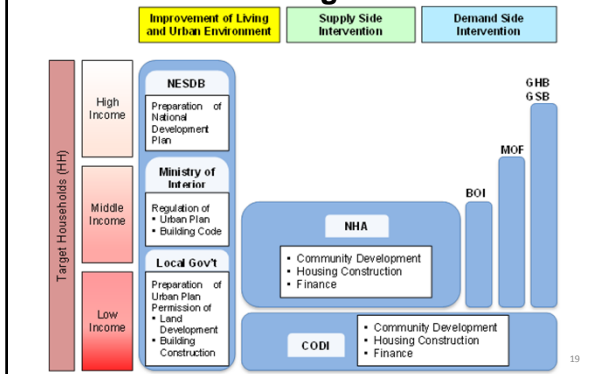 Improvement of Living
and Urban Environment
Supply Side
Intervention
Demand Side
Intervention
Target Households (HH)
High
Income
Middle
Income
Low
Income
NESDB
Preparation of
National
Development
Plan
Ministry of
Interior
Regulation of
• Urban Plan
• Building Code
Local Gov't
Preparation of
Urban Plan
Permission of
• Land
Development
• Building
Construction
NHA
• Community Development
• Housing Construction
• Finance
CODI
• Community Development
• Housing Construction
• Finance
BOI
MOF
GHB
GSB
19